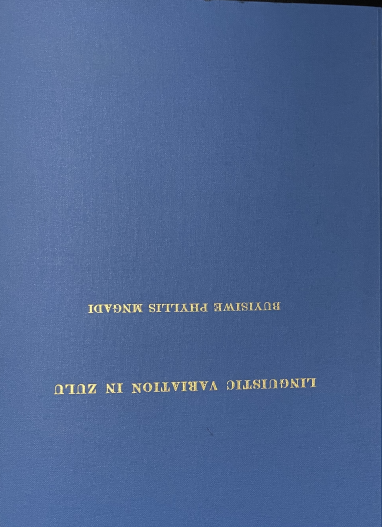 LINGUISTIC VARIATION IN ZULU
BUYISIWE PHYLLIS MNGADI